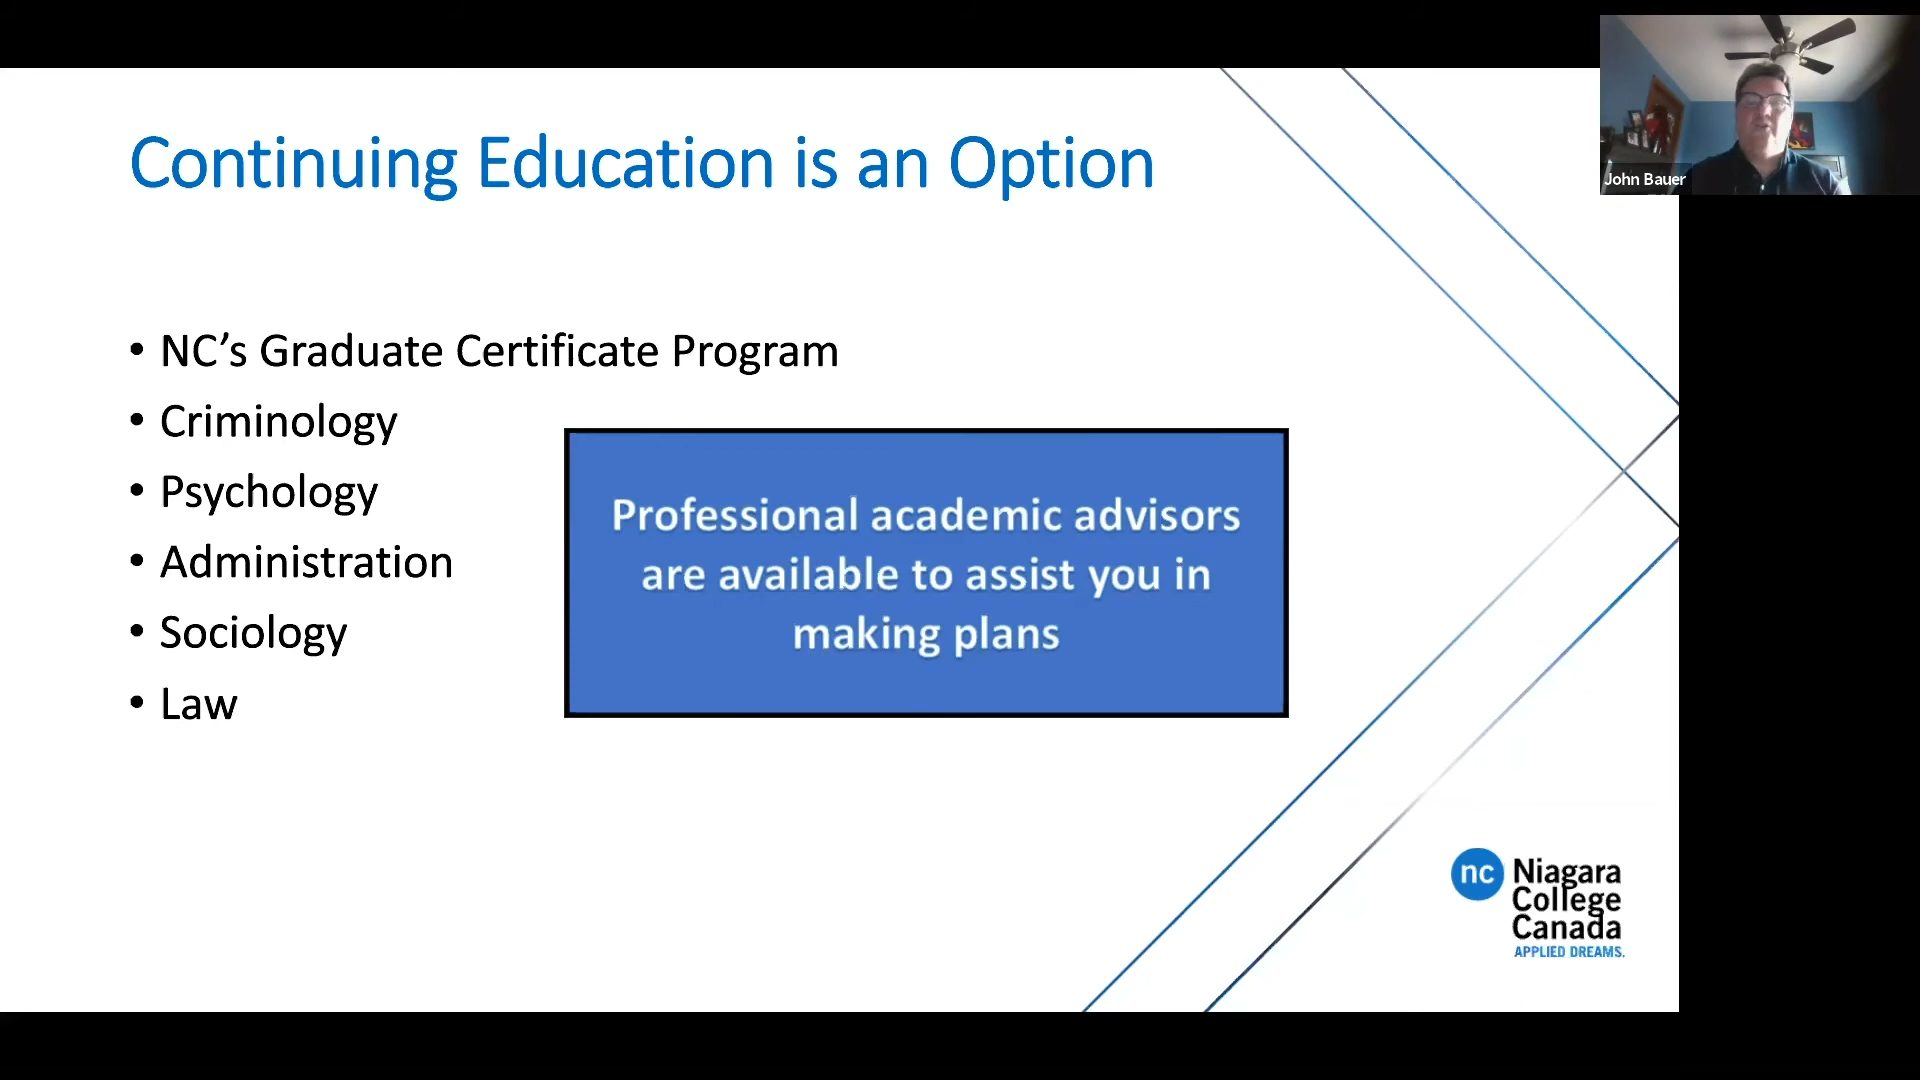 Continuing Education is an Option
• NC’s Graduate Certificate Program
• Criminology
• Psychology
• Administration
• Sociology
• Law
Professional academic advisors
are available to assist you in
making plans
nc
Niagara
College
Canada
APPLIED DREAMS.
John Bauer